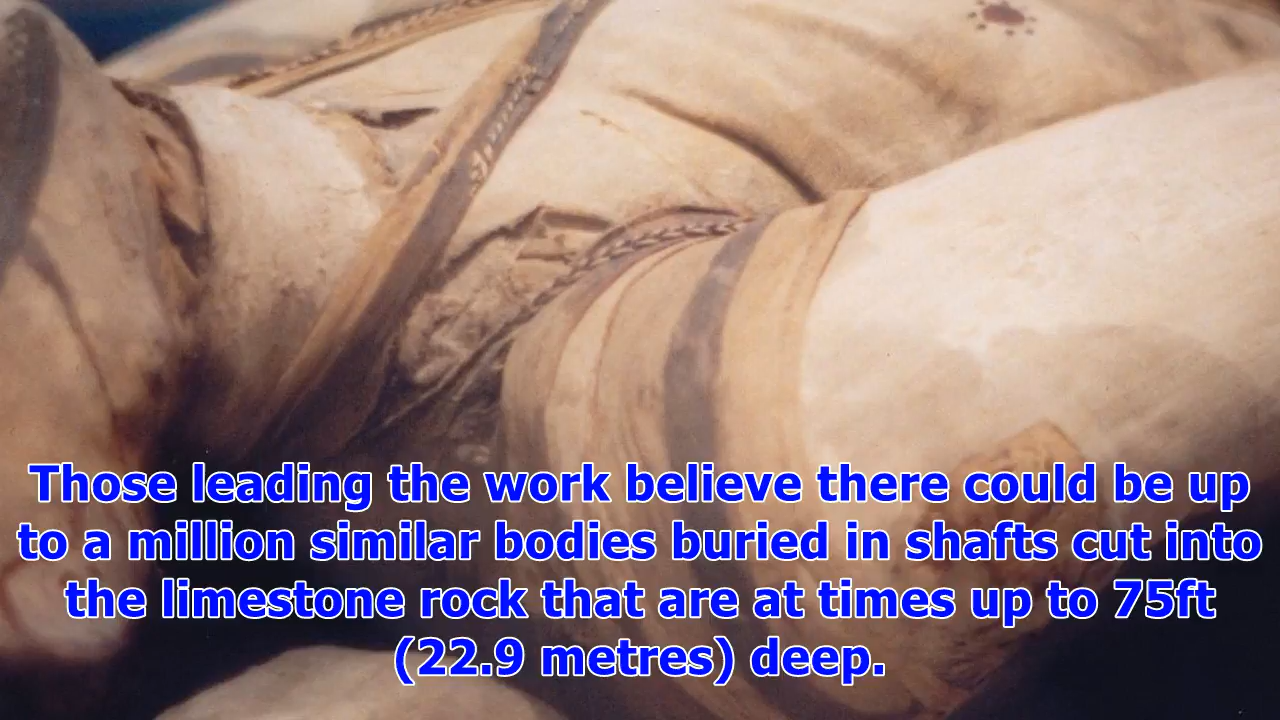 Those leading the work believe there could be up
to a million similar bodies buried in shafts cut into
the limestone rock that are at times up to 75ft
(22.9 metres) deep.